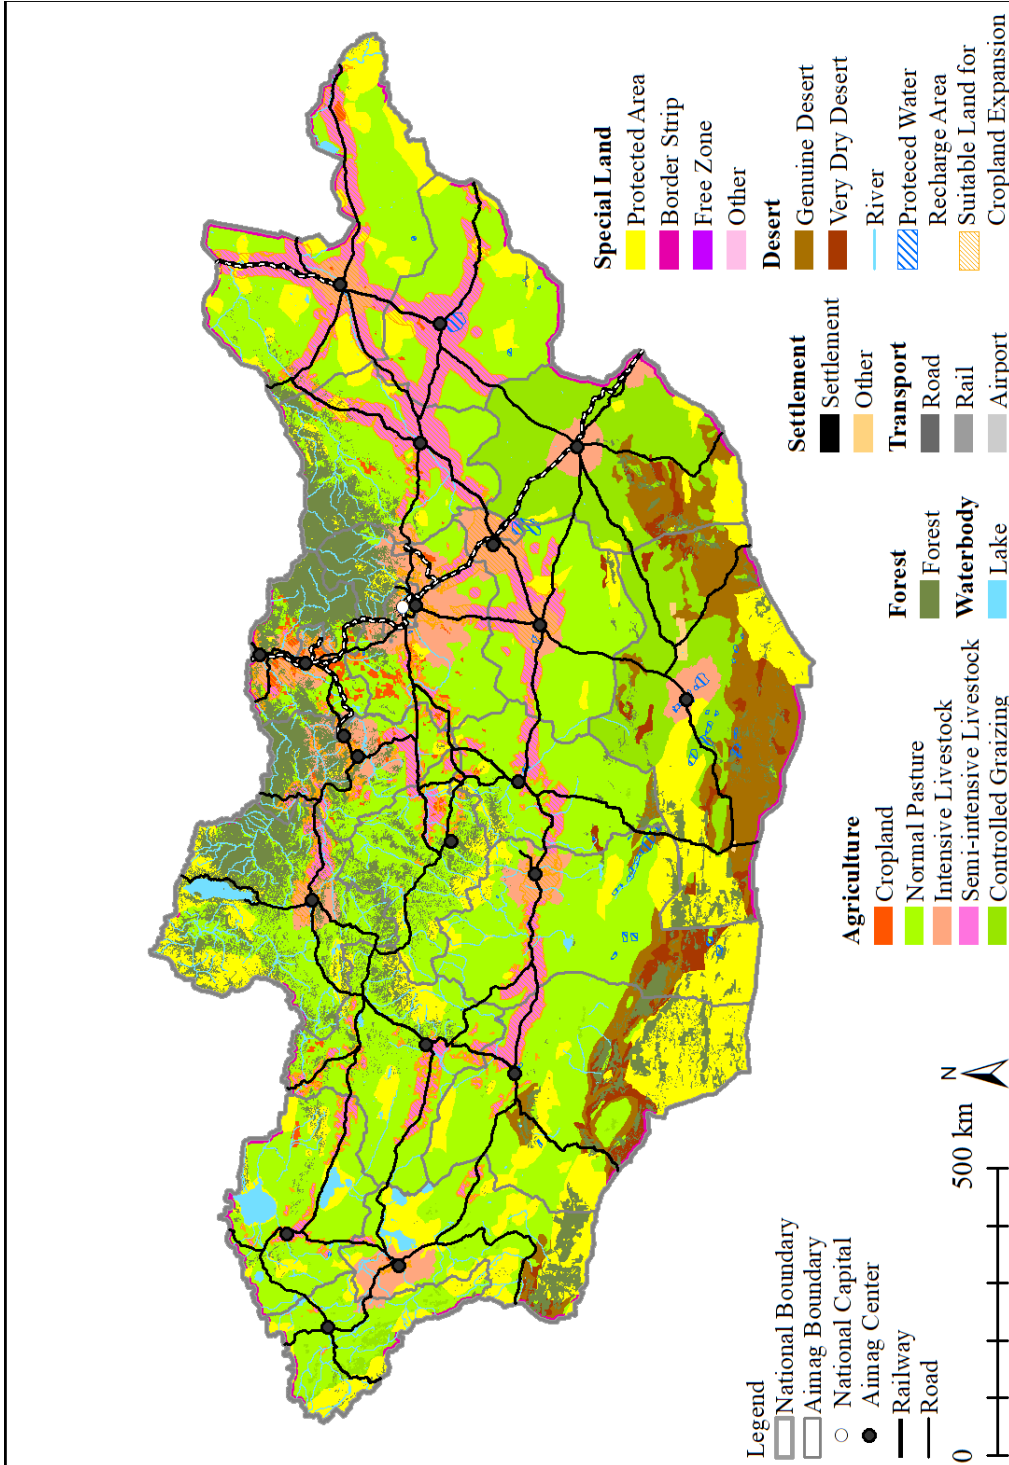 Legend
National Boundary
Aimag Boundary
National Capital
Aimag Center
Railway
Road
0
500 km
N
Agriculture
Cropland
Normal Pasture
Intensive Livestock
Semi-intensive Livestock
Controlled Graizing
Forest
Forest
Waterbody
Lake
Settlement
Settlement
Other
Transport
Road
Rail
Airport
Special Land
Protected Area
Border Strip
Free Zone
Other
Desert
Genuine Desert
Very Dry Desert
River
Proteced Water
Recharge Area
Suitable Land for
Cropland Expansion